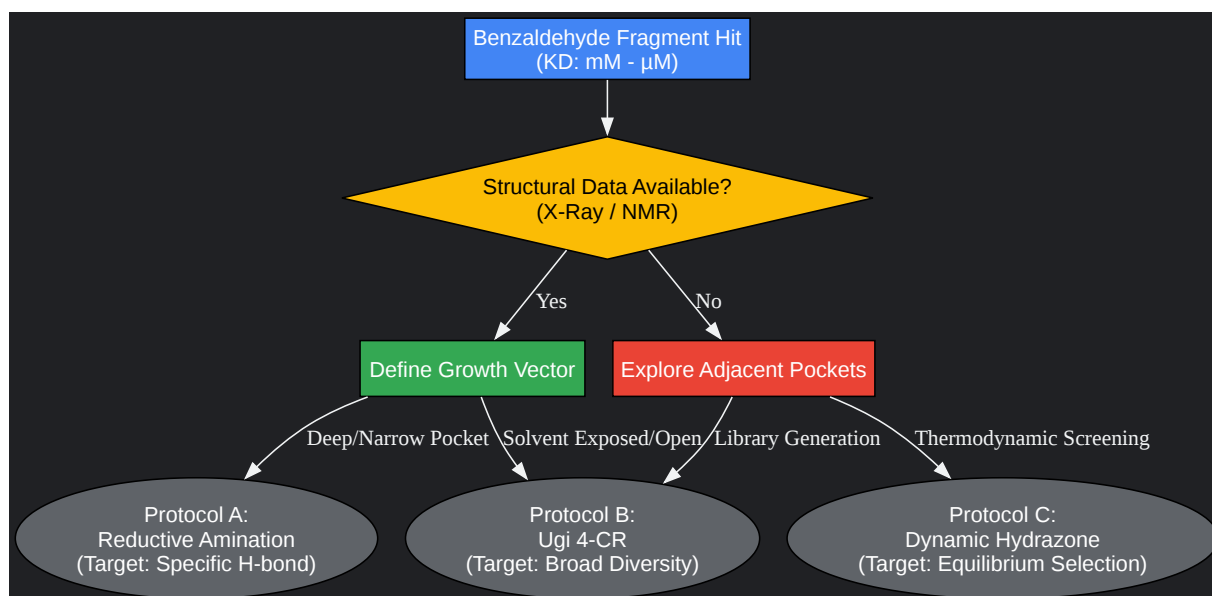 Benzaldehyde Fragment Hit
(KD: mM - µM)
Structural Data Available?
(X-Ray / NMR)
Yes
No
Define Growth Vector
Explore Adjacent Pockets
Deep/Narrow Pocket
Solvent Exposed/Open
Library Generation
Thermodynamic Screening
Protocol A:
Reductive Amination
(Target: Specific H-bond)
Protocol B:
Ugi 4-CR
(Target: Broad Diversity)
Protocol C:
Dynamic Hydrazone
(Target: Equilibrium Selection)